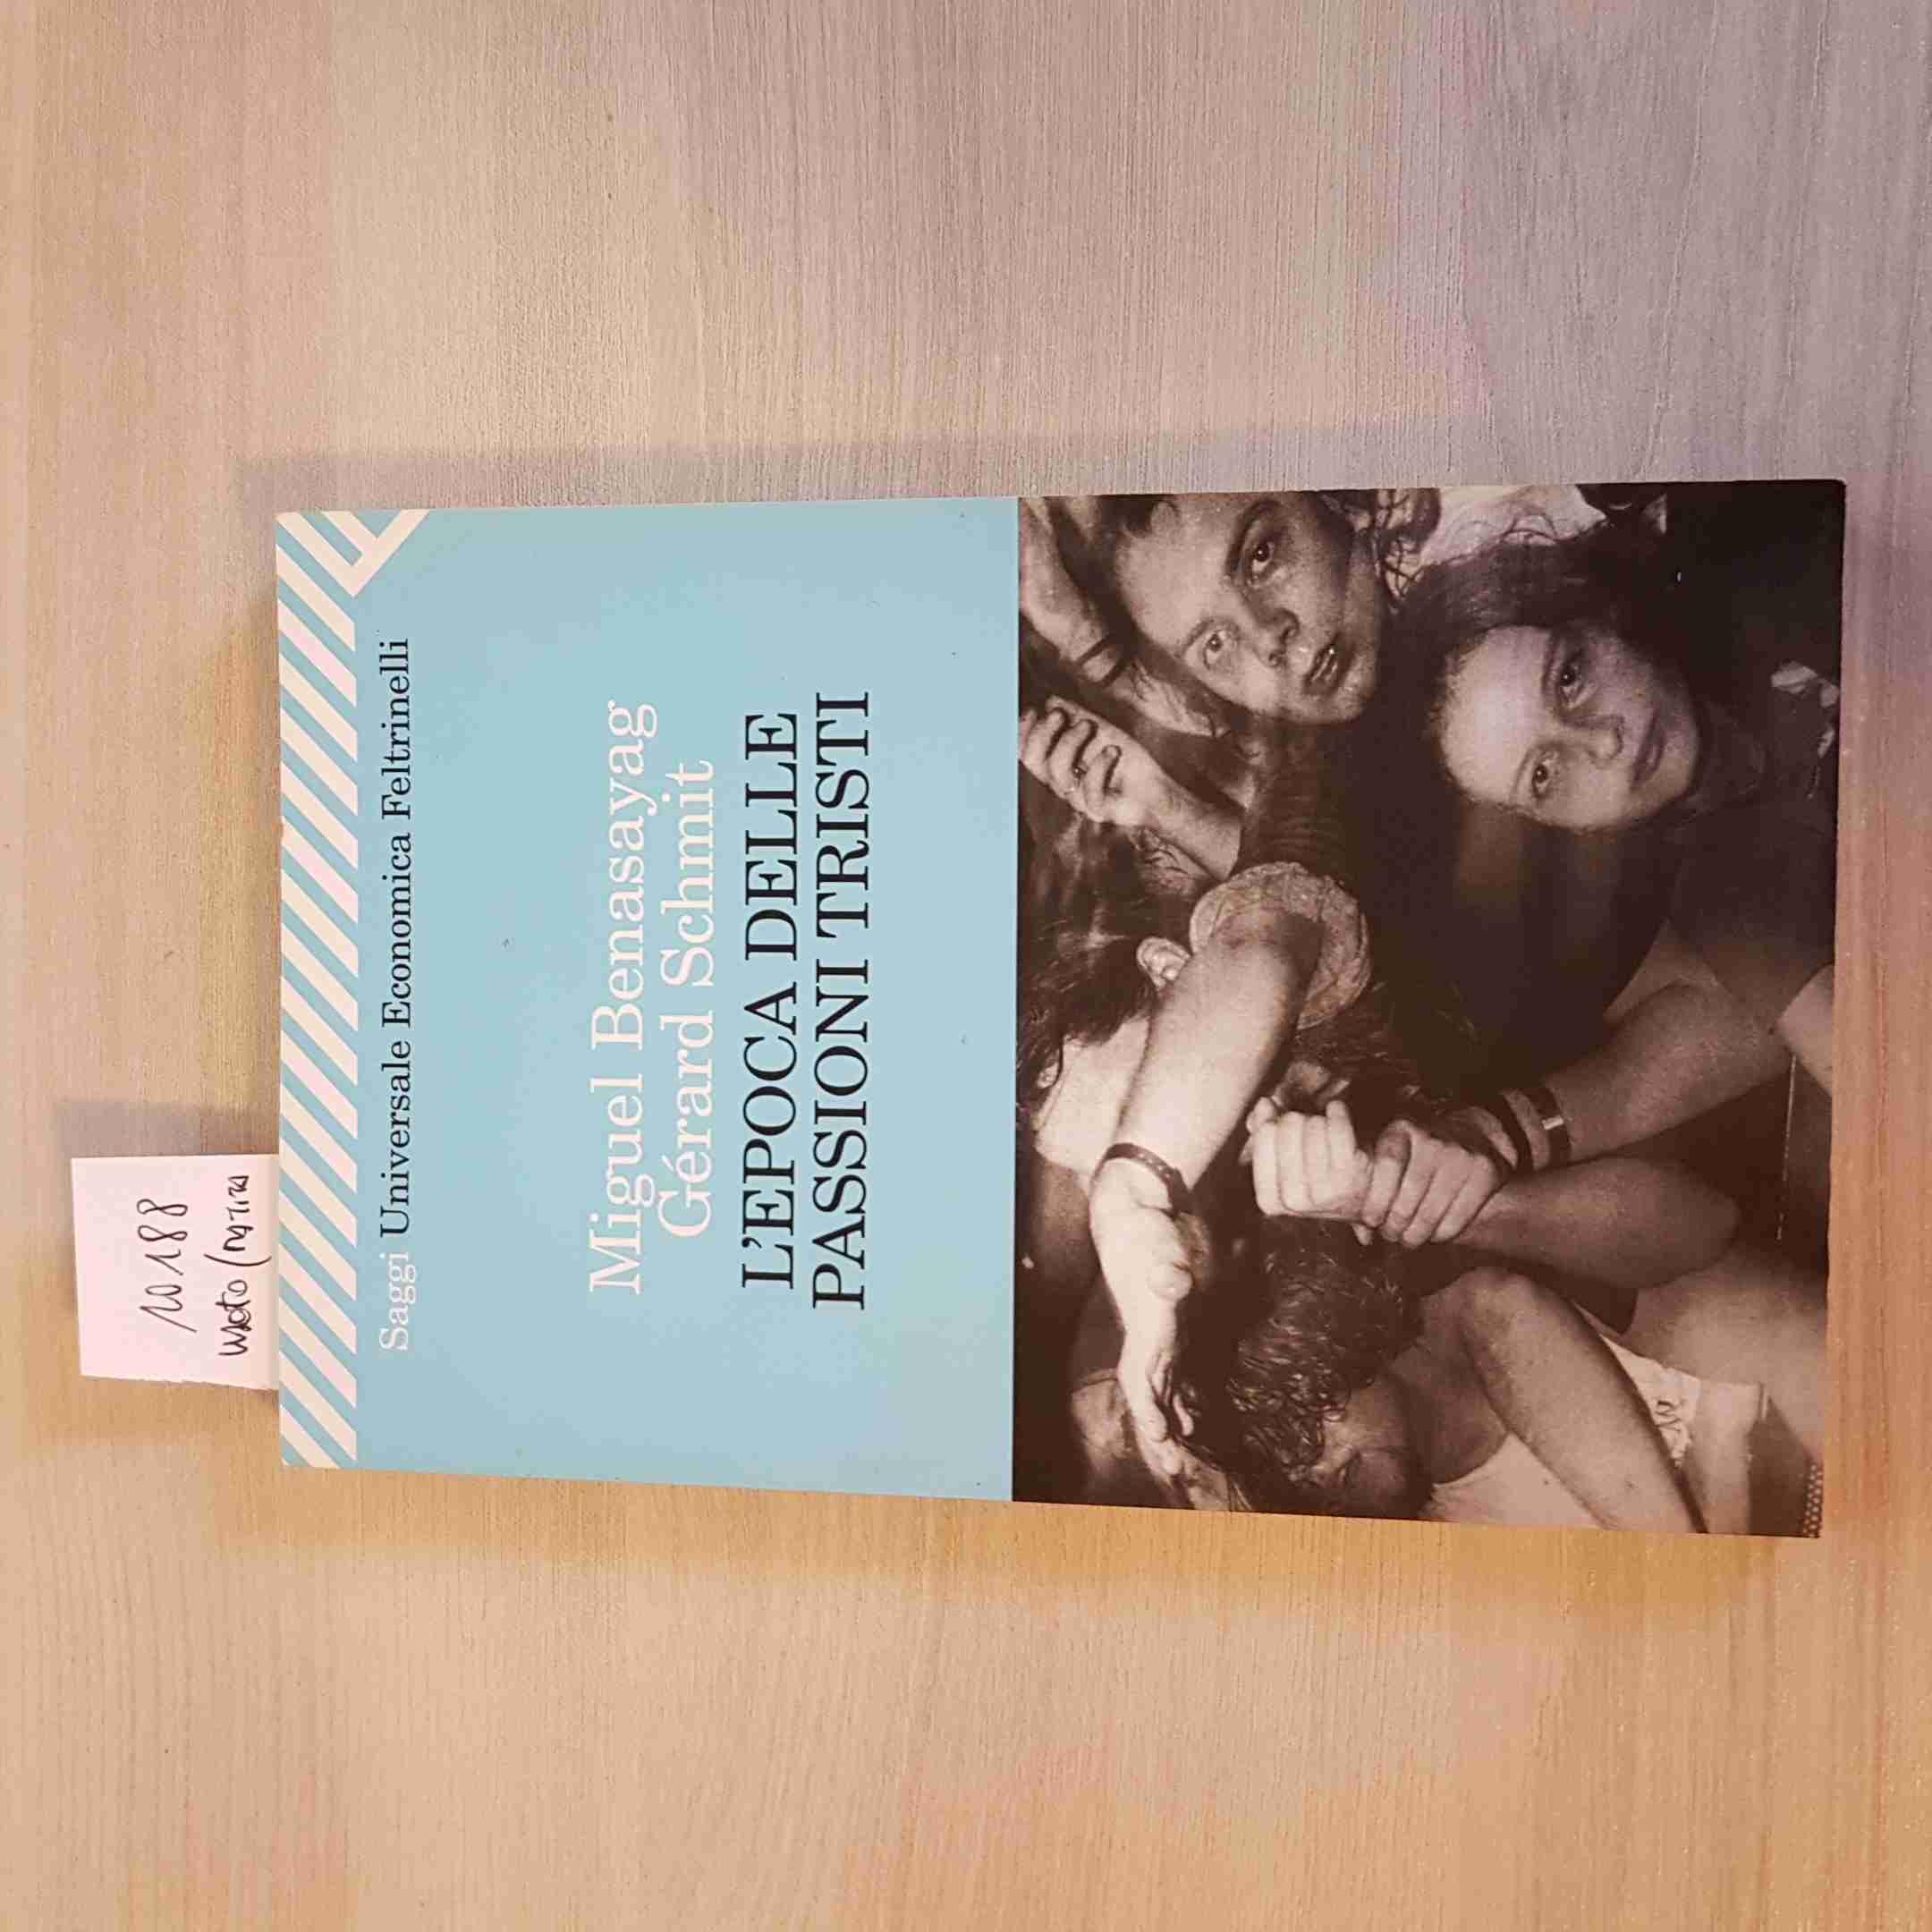 10188
Saggi Universale Economica Feltrinelli
Miguel Benasayag
Gérard Schmit
L'EPOCA DELLE
PASSIONI TRISTI